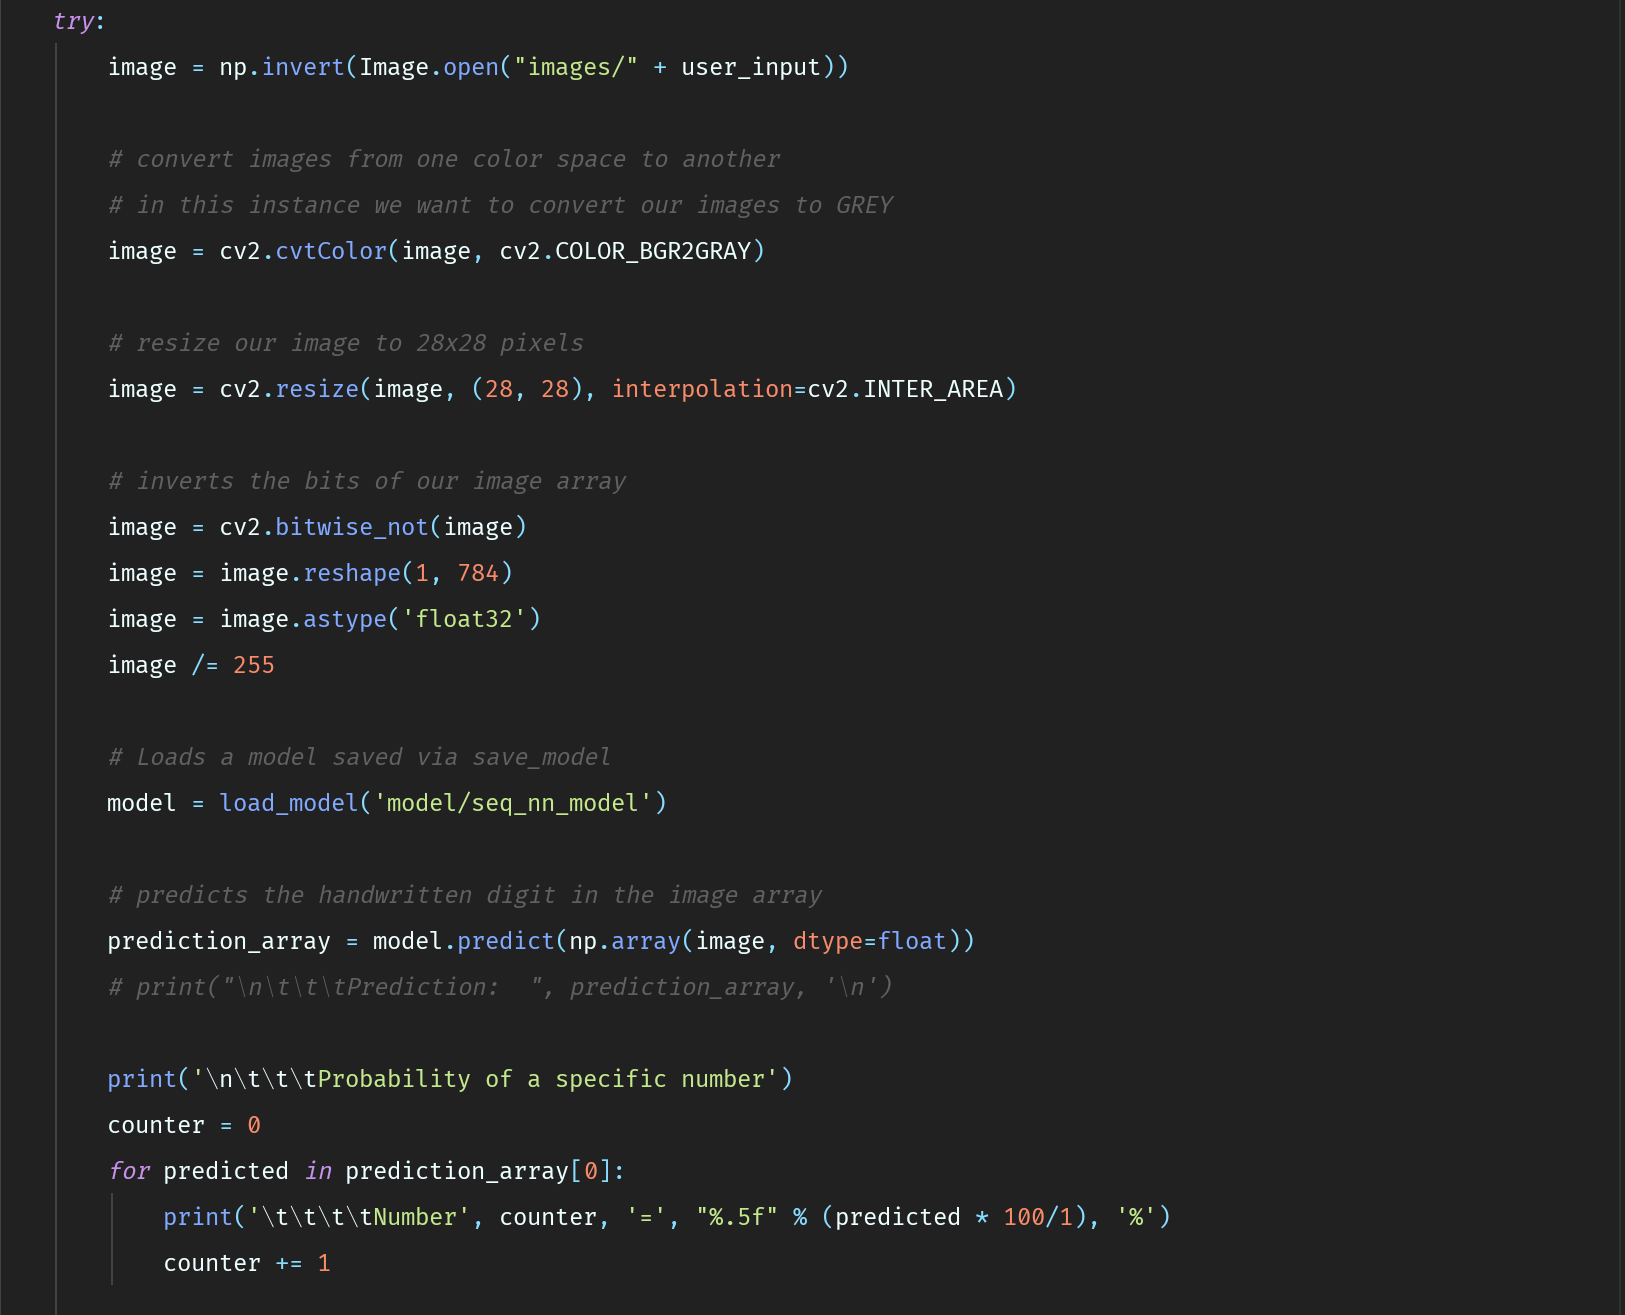 try:
    image = np.invert(Image.open("images/" + user_input))

    # convert images from one color space to another
    # in this instance we want to convert our images to GREY
    image = cv2.cvtColor(image, cv2.COLOR_BGR2GRAY)

    # resize our image to 28x28 pixels
    image = cv2.resize(image, (28, 28), interpolation=cv2.INTER_AREA)

    # inverts the bits of our image array
    image = cv2.bitwise_not(image)
    image = image.reshape(1, 784)
    image = image.astype('float32')
    image /= 255

    # Loads a model saved via save_model
    model = load_model('model/seq_nn_model')

    # predicts the handwritten digit in the image array
    prediction_array = model.predict(np.array(image, dtype=float))
    # print("\n\t\t\tPrediction:  ", prediction_array, '\n')

    print('\n\t\t\tProbability of a specific number')
    counter = 0
    for predicted in prediction_array[0]:
        print('\t\t\t\tNumber', counter, '=', "%.5f" % (predicted * 100/1), '%')
        counter += 1